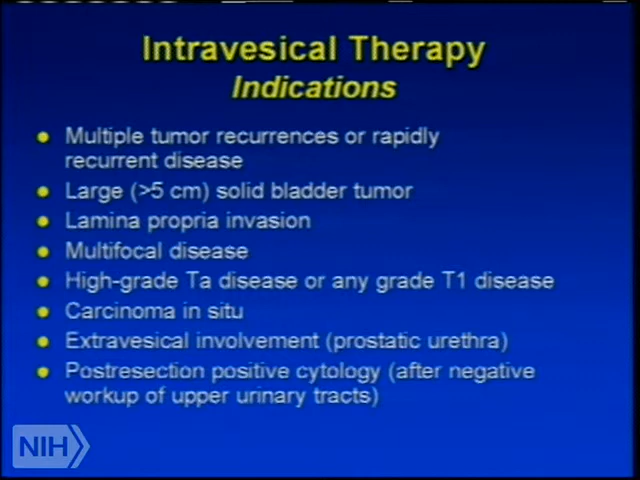 Intravesical Therapy
Indications
Multiple tumor recurrences or rapidly
recurrent disease
Large (>5 cm) solid bladder tumor
Lamina propria invasion
Multifocal disease
High-grade Ta disease or any grade T1 disease
Carcinoma in situ
Extravesical involvement (prostatic urethra)
Postresection positive cytology (after negative
workup of upper urinary tracts)
NIH